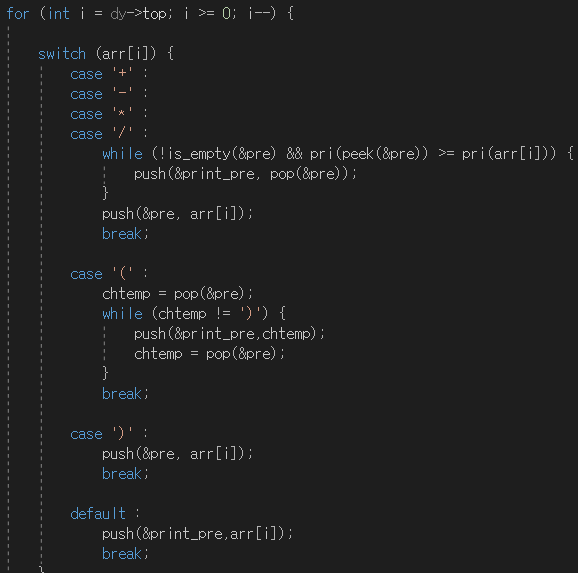 for (int i = dy->top; i >= 0; i--) {
switch (arr[i]) {
case '+' :
case '-' :
case '*' :
case '/' :
while (!is_empty(&pre) && pri(peek(&pre)) >= pri(arr[i])) {
push(&print_pre, pop(&pre));
}
push(&pre, arr[i]);
break;
case '(' :
chtemp = pop(&pre);
while (chtemp != ')') {
push(&print_pre,chtemp);
chtemp = pop(&pre);
}
break;
case ')' :
push(&pre, arr[i]);
break;
default :
push(&print_pre,arr[i]);
break;